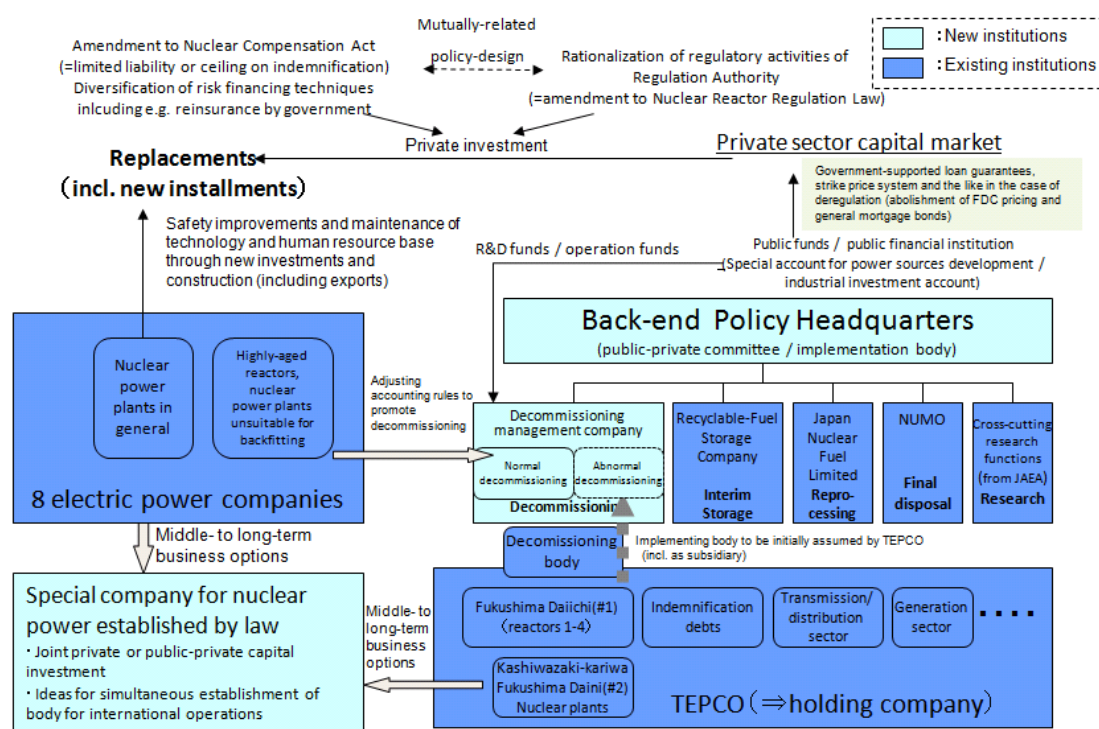 Mutually-related
policy-design
Amendment to Nuclear Compensation Act
(=limited liability or ceiling on indemnification)
Diversification of risk financing techniques
inlcuding e.g. reinsurance by government
Rationalization of regulatory activities of
Regulation Authority
(=amendment to Nuclear Reactor Regulation Law)
:New institutions
:Existing institutions
Private investment
Private sector capital market
Replacements
(incl. new installments)
Government-supported loan guarantees,
strike price system and the like in the case of
deregulation (abolishment of FDC pricing and
general mortgage bonds)
Safety improvements and maintenance of
technology and human resource base
through new investments and
construction (including exports)
R&D funds / operation funds
Public funds / public financial institution
(Special account for power sources development /
industrial investment account)
Back-end Policy Headquarters
(public-private committee / implementation body)
Nuclear
power
plants in
general
Highly-aged
reactors,
nuclear
power plants
unsuitable for
backfitting
8 electric power companies
Adjusting
accounting rules to
promote
decommissioning
Decommissioning
management company
Normal
decommissioning
Abnormal
decommissioning
Decommissioning
Recyclable-Fuel
Storage
Company
Interim
Storage
Japan
Nuclear
Fuel
Limited
Repro-
cessing
NUMO
Final
disposal
Cross-cutting
research
functions
(from JAEA)
Research
Middle- to long-term
business options
Decomissioning
body
Implementing body to be initially assumed by TEPCO
(incl. as subsidiary)
Special company for nuclear
power established by law
・Joint private or public-private capital
investment
・Ideas for simultaneous establishment of
body for international operations
Middle- to
long-term
business
options
Fukushima Daiichi(#1)
(reactors 1-4)
Indemnification
debts
Transmission/
distribution
sector
Generation
sector
・・・・
Kashiwazaki-kariwa
Fukushima Daini(#2)
Nuclear plants
TEPCO(⇒holding company)